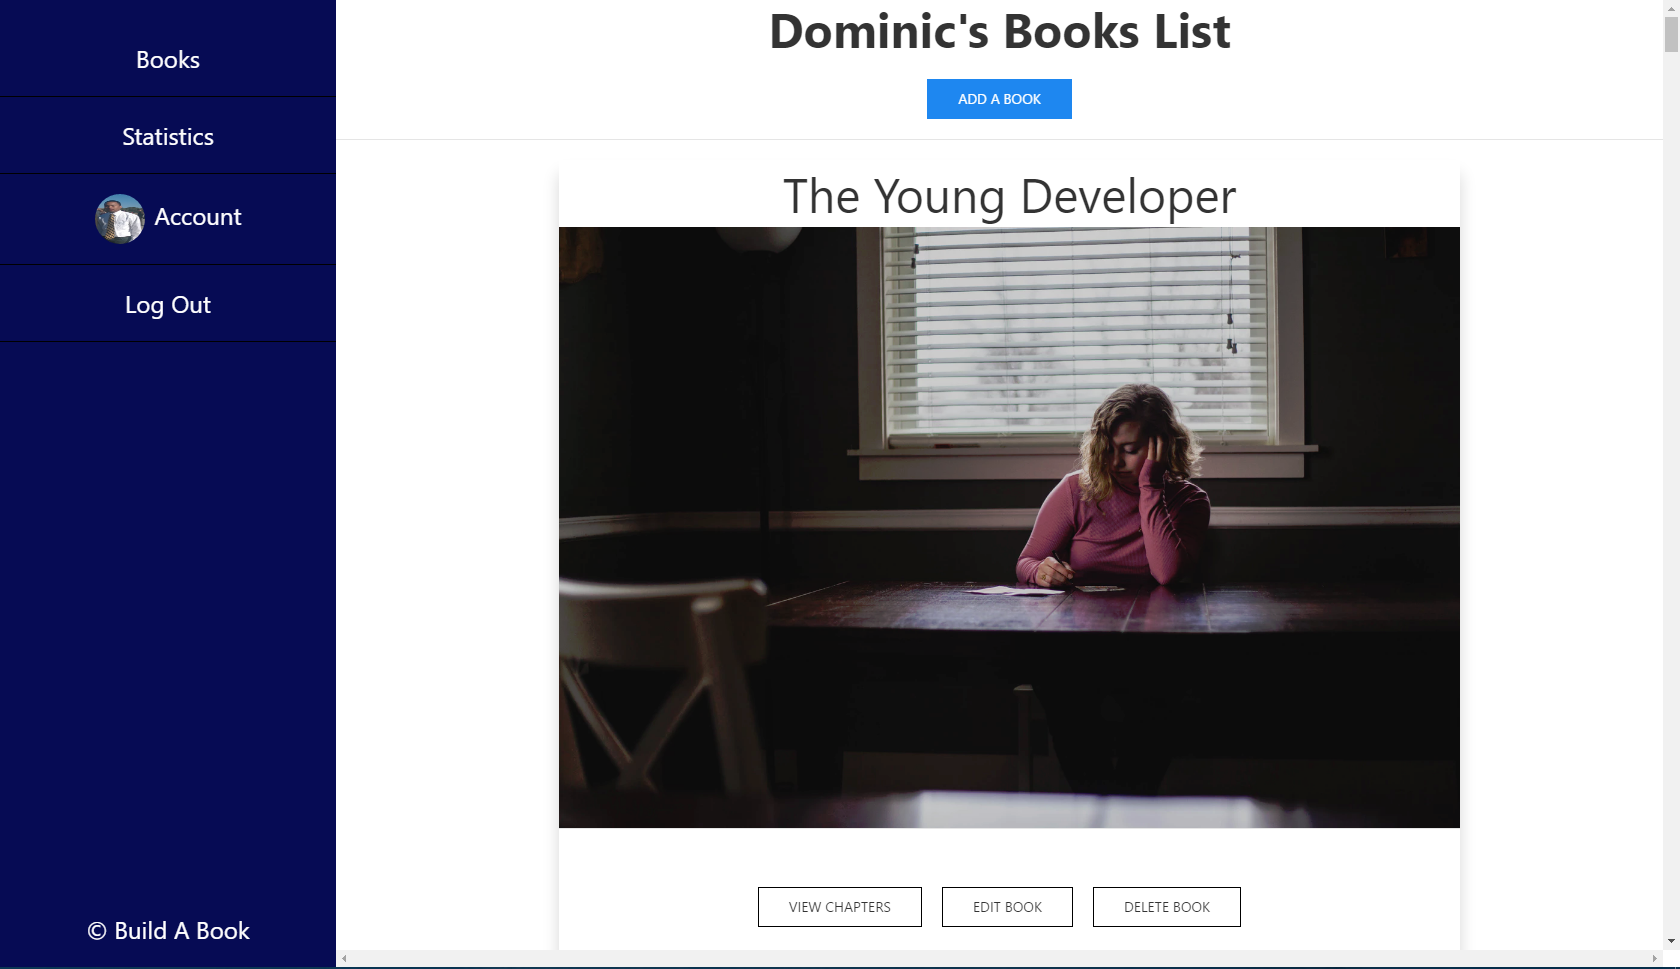 Books
Statistics
Account
Log Out
© Build A Book
Dominic's Books List
ADD A BOOK
The Young Developer
VIEW CHAPTERS
EDIT BOOK
DELETE BOOK